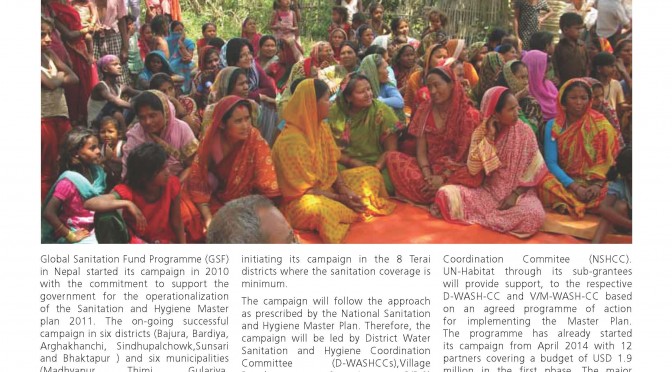 Global Sanitation Fund Programme (GSF)
in Nepal started its campaign in 2010
with the commitment to support the
government for the operationalization
of the Sanitation and Hygiene Master
plan 2011. The on-going successful
campaign in six districts (Bajura, Bardiya,
Arghakhanchi, Sindhupalchowk,Sunsari
and Bhaktapur ) and six municipalities
(Madhyapur Thimi, Gulariya,
initiating its campaign in the 8 Terai
districts where the sanitation coverage is
minimum.
The campaign will follow the approach
as prescribed by the National Sanitation
and Hygiene Master Plan. Therefore, the
campaign will be led by District Water
Sanitation and Hygiene Coordination
Committee (D-WASHCCs),Village
Coordination Commitee (NSHCC).
UN-Habitat through its sub-grantees
will provide support, to the respective
D-WASH-CC and V/M-WASH-CC based
on an agreed programme of action
for implementing the Master Plan.
The programme has already started
its campaign from April 2014 with 12
partners covering a budget of USD 1.9
million in the first phase. The major